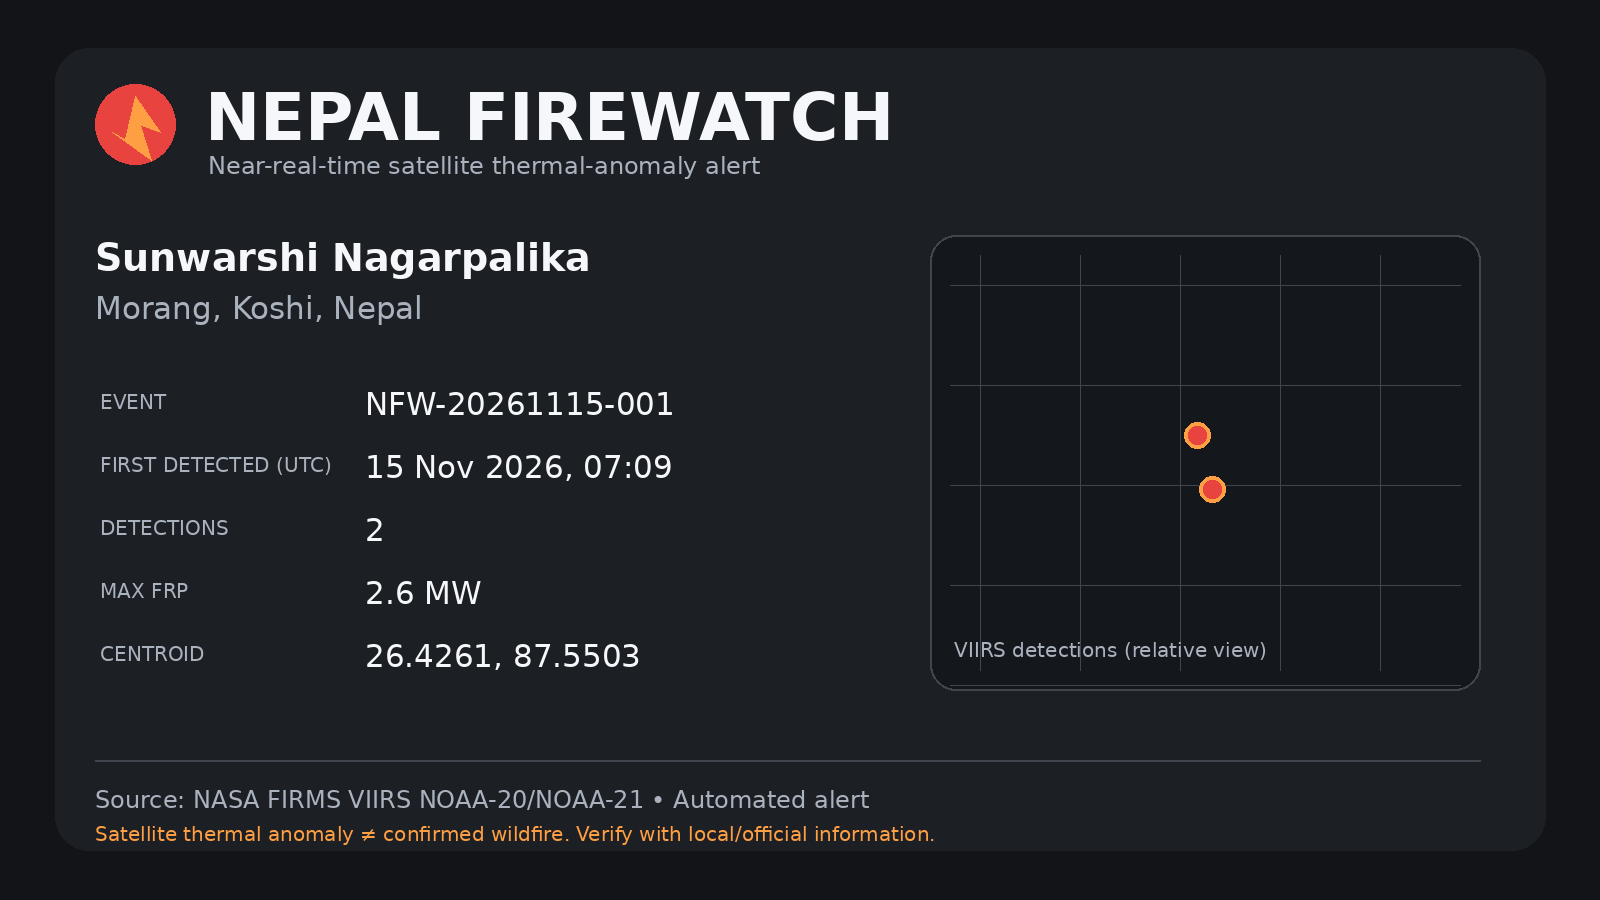 NEPAL FIREWATCH
Near-real-time satellite thermal-anomaly alert
Sunwarshi Nagarpalika
Morang, Koshi, Nepal
EVENT NFW-20261115-001
FIRST DETECTED (UTC) 15 Nov 2026, 07:09
DETECTIONS 2
MAX FRP 2.6 MW
CENTROID 26.4261, 87.5503
VIIRS detections (relative view)
Source: NASA FIRMS VIIRS NOAA-20/NOAA-21 • Automated alert
Satellite thermal anomaly ≠ confirmed wildfire. Verify with local/official information.